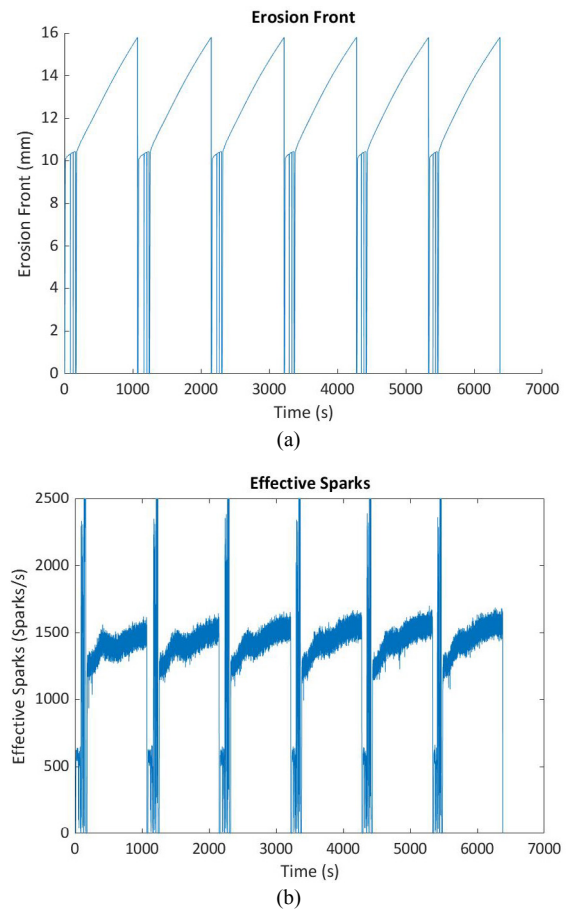 Erosion Front
16
14
12
10
8
6
4
2
0
Erosion Front (mm)
0 1000 2000 3000 4000 5000 6000 7000
Time (s)
(a)
Effective Sparks
2500
2000
1500
1000
500
0
Effective Sparks (Sparks/s)
0 1000 2000 3000 4000 5000 6000 7000
Time (s)
(b)